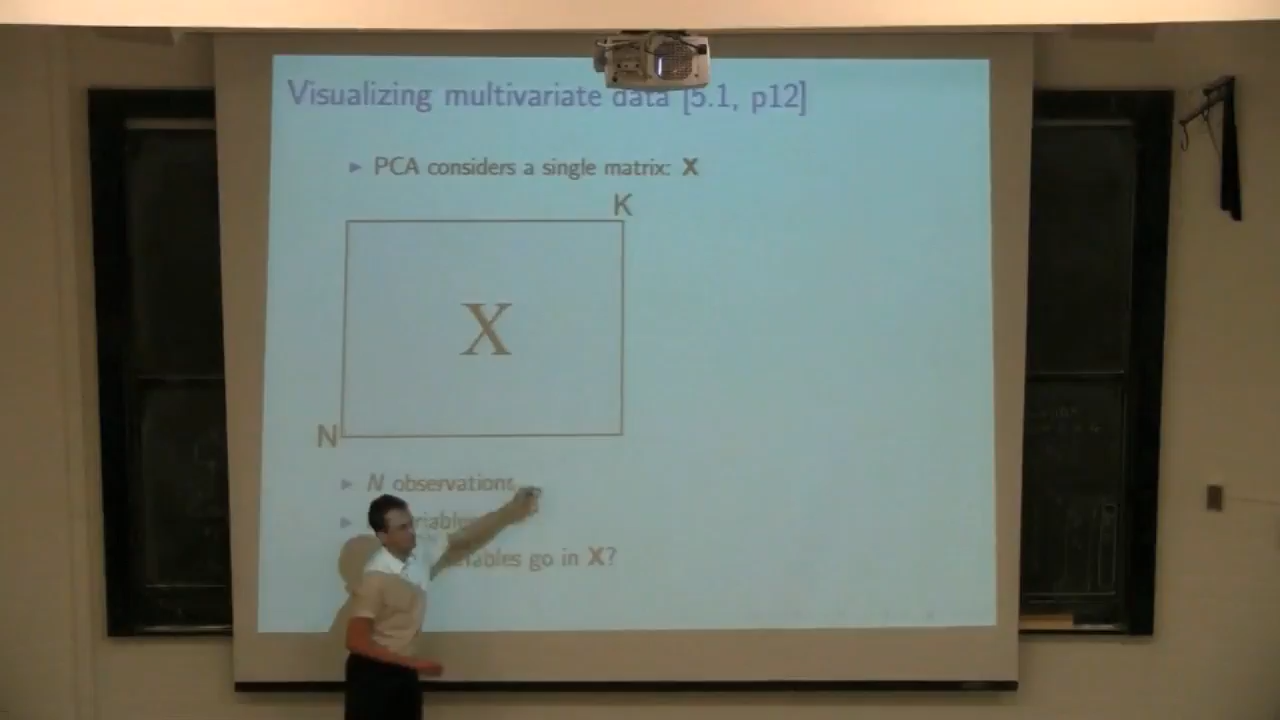 Visualizing multivariate data [5.1, p12]
▶ PCA considers a single matrix: X
K
X
N
▶ N observations
▶
go in X?